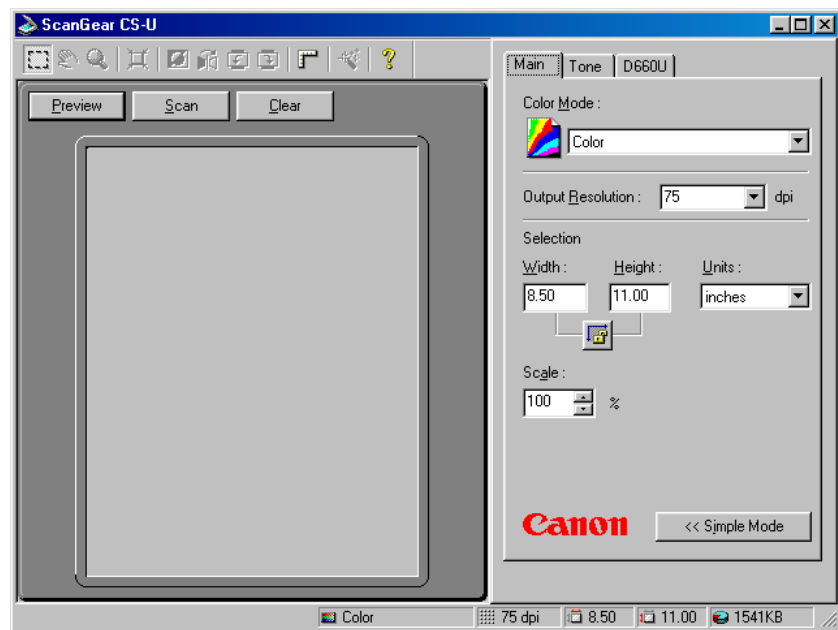 ScanGear CS-U
Preview
Scan
Clear
Main
Tone
D660U
Color Mode :
Color
Output Resolution : 75 dpi
Selection
Width : Height : Units :
8.50 11.00 inches
Scale :
100 %
Canon
<< Simple Mode
Color 75 dpi 8.50 11.00 1541KB